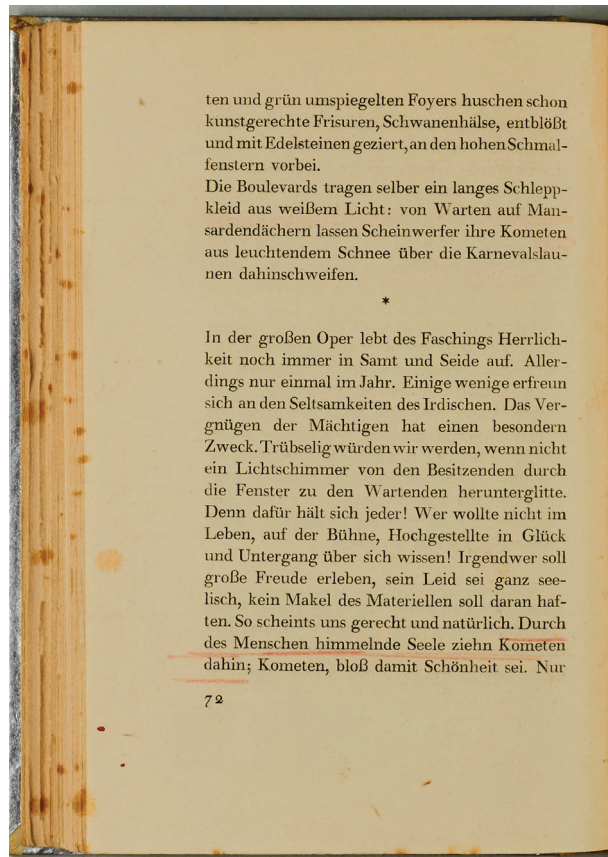 ten und grün umspiegelten Foyers huschen schon
kunstgerechte Frisuren, Schwanenhälse, entblößt
und mit Edelsteinen geziert, an den hohen Schmal-
fenstern vorbei.
Die Boulevards tragen selber ein langes Schlepp-
kleid aus weißem Licht: von Warten auf Man-
sardendächern lassen Scheinwerfer ihre Kometen
aus leuchtendem Schnee über die Karnevalslau-
nen dahinschweifen.
*
In der großen Oper lebt des Faschings Herrlich-
keit noch immer in Samt und Seide auf. Aller-
dings nur einmal im Jahr. Einige wenige erfreun
sich an den Seltsamkeiten des Irdischen. Das Ver-
gnügen der Mächtigen hat einen besondern
Zweck. Trübselig würden wir werden, wenn nicht
ein Lichtschimmer von den Besitzenden durch
die Fenster zu den Wartenden herunterglitte.
Denn dafür hält sich jeder! Wer wollte nicht im
Leben, auf der Bühne, Hochgestellte in Glück
und Untergang über sich wissen! Irgendwer soll
große Freude erleben, sein Leid sei ganz see-
lisch, kein Makel des Materiellen soll daran haf-
ten. So scheints uns gerecht und natürlich. Durch
des Menschen himmelnde Seele ziehn Kometen
dahin; Kometen, bloß damit Schönheit sei. Nur
72